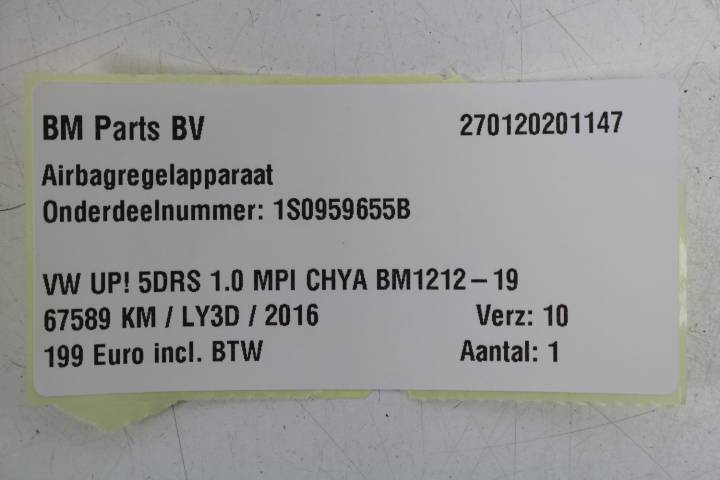 BM Parts BV 270120201147
Airbagregelapparaat
Onderdeelnummer: 1S0959655B
VW UP! 5DRS 1.0 MPI CHYA BM1212-19
67589 KM / LY3D / 2016 Verz: 10
199 Euro incl. BTW Aantal: 1